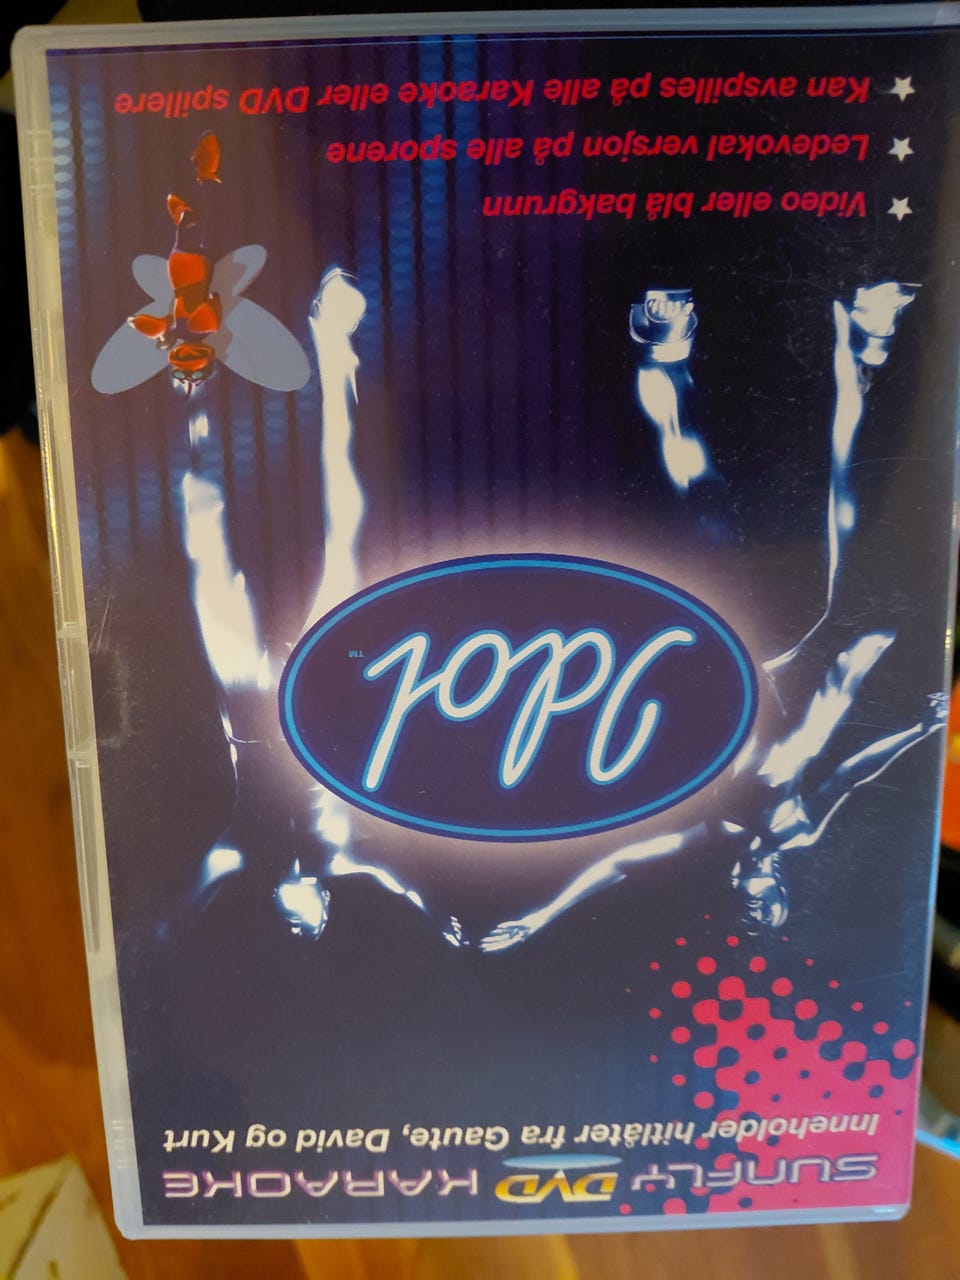 SUNFLY DVD KARAOKE
Inneholder hitlåter fra Gaute, David og Kurt
Idol™
★ Video eller blå bakgrunn
★ Ledevokal versjon på alle sporene
★ Kan avspilles på alle Karaoke eller DVD spillere